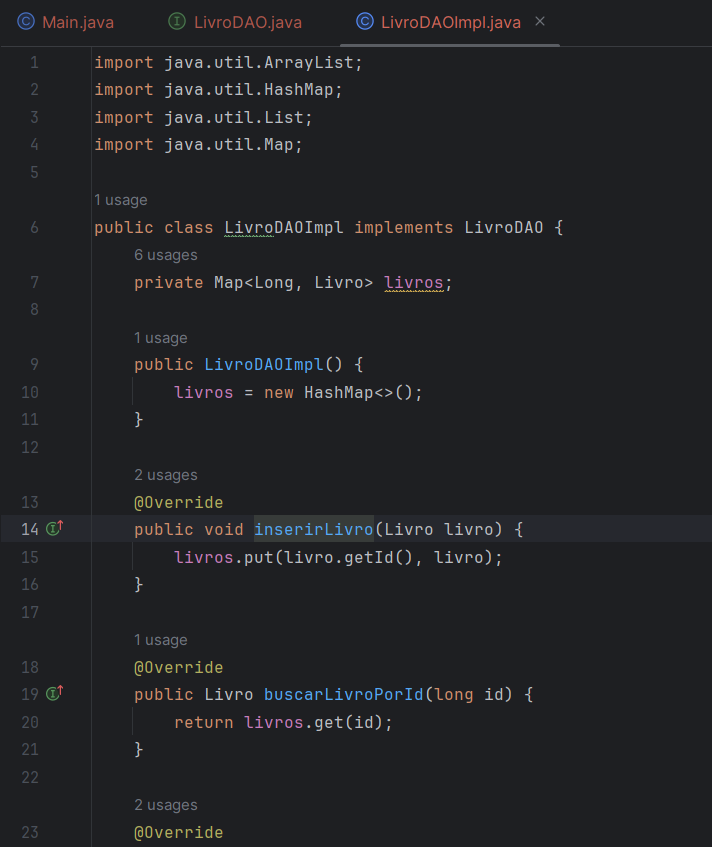 Main.java LivroDAO.java LivroDAOImpl.java
1 import java.util.ArrayList;
2 import java.util.HashMap;
3 import java.util.List;
4 import java.util.Map;
5
1 usage
6 public class LivroDAOImpl implements LivroDAO {
6 usages
7 private Map<Long, Livro> livros;
8
1 usage
9 public LivroDAOImpl() {
10 livros = new HashMap<>();
11 }
12
2 usages
13 @Override
14 public void inserirLivro(Livro livro) {
15 livros.put(livro.getId(), livro);
16 }
17
1 usage
18 @Override
19 public Livro buscarLivroPorId(long id) {
20 return livros.get(id);
21 }
22
2 usages
23 @Override